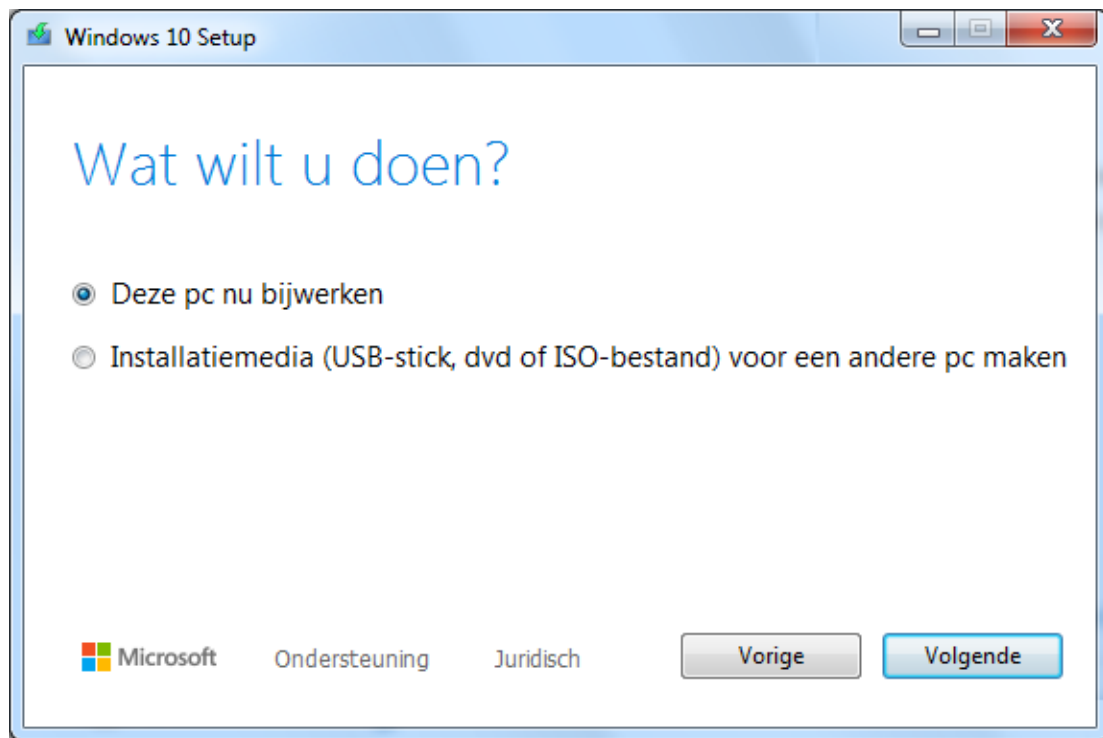 Windows 10 Setup
Wat wilt u doen?
Deze pc nu bijwerken
Installatiemedia (USB-stick, dvd of ISO-bestand) voor een andere pc maken
Microsoft Ondersteuning Juridisch Vorige Volgende